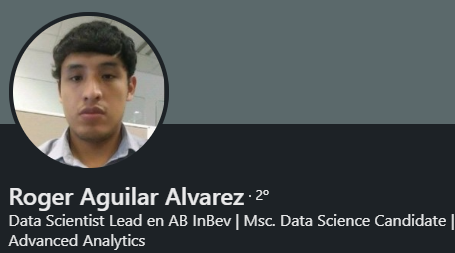 Roger Aguilar Alvarez · 2º
Data Scientist Lead en AB InBev | Msc. Data Science Candidate |
Advanced Analytics